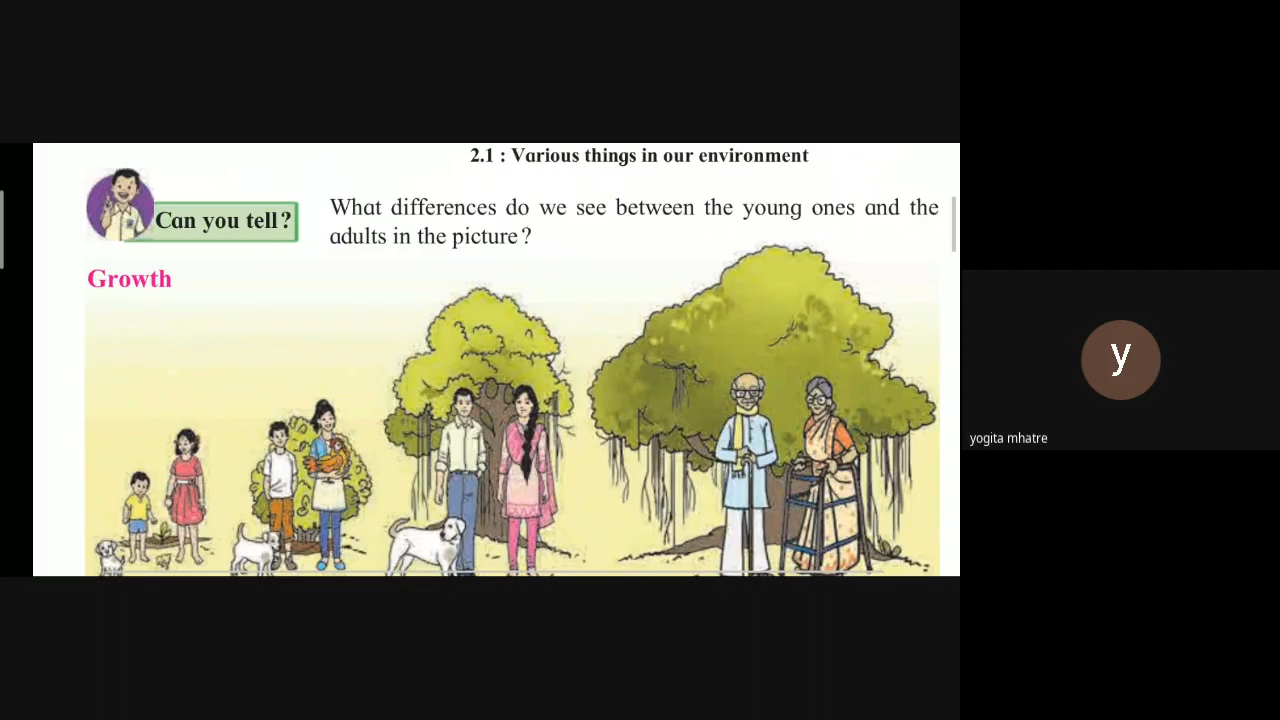 2.1 : Various things in our environment
Can you tell?
What differences do we see between the young ones and the
adults in the picture ?
Growth
y
yogita mhatre